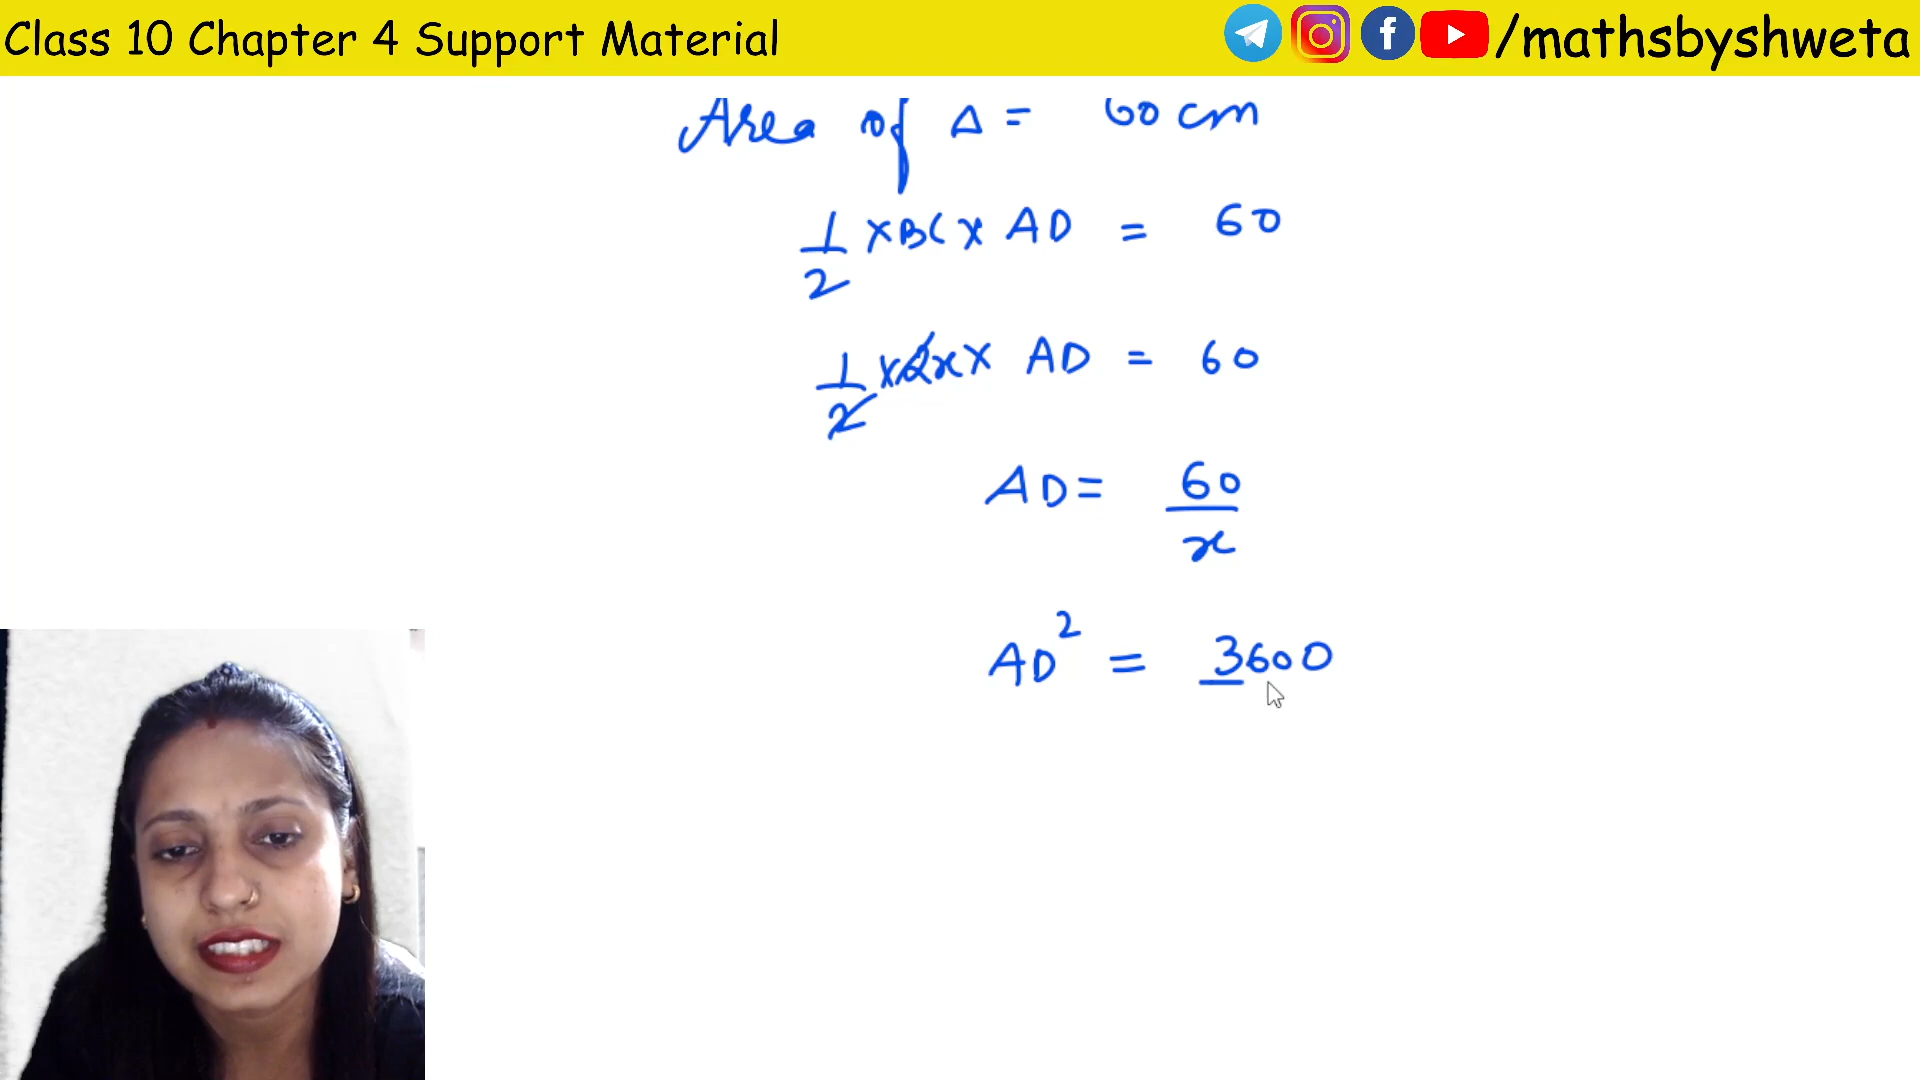 Class 10 Chapter 4 Support Material
/mathsbyshweta
Area of Δ = 60 cm
1/2 × BC × AD = 60
1/2 × 2x × AD = 60
AD = 60/x
AD² = 3600